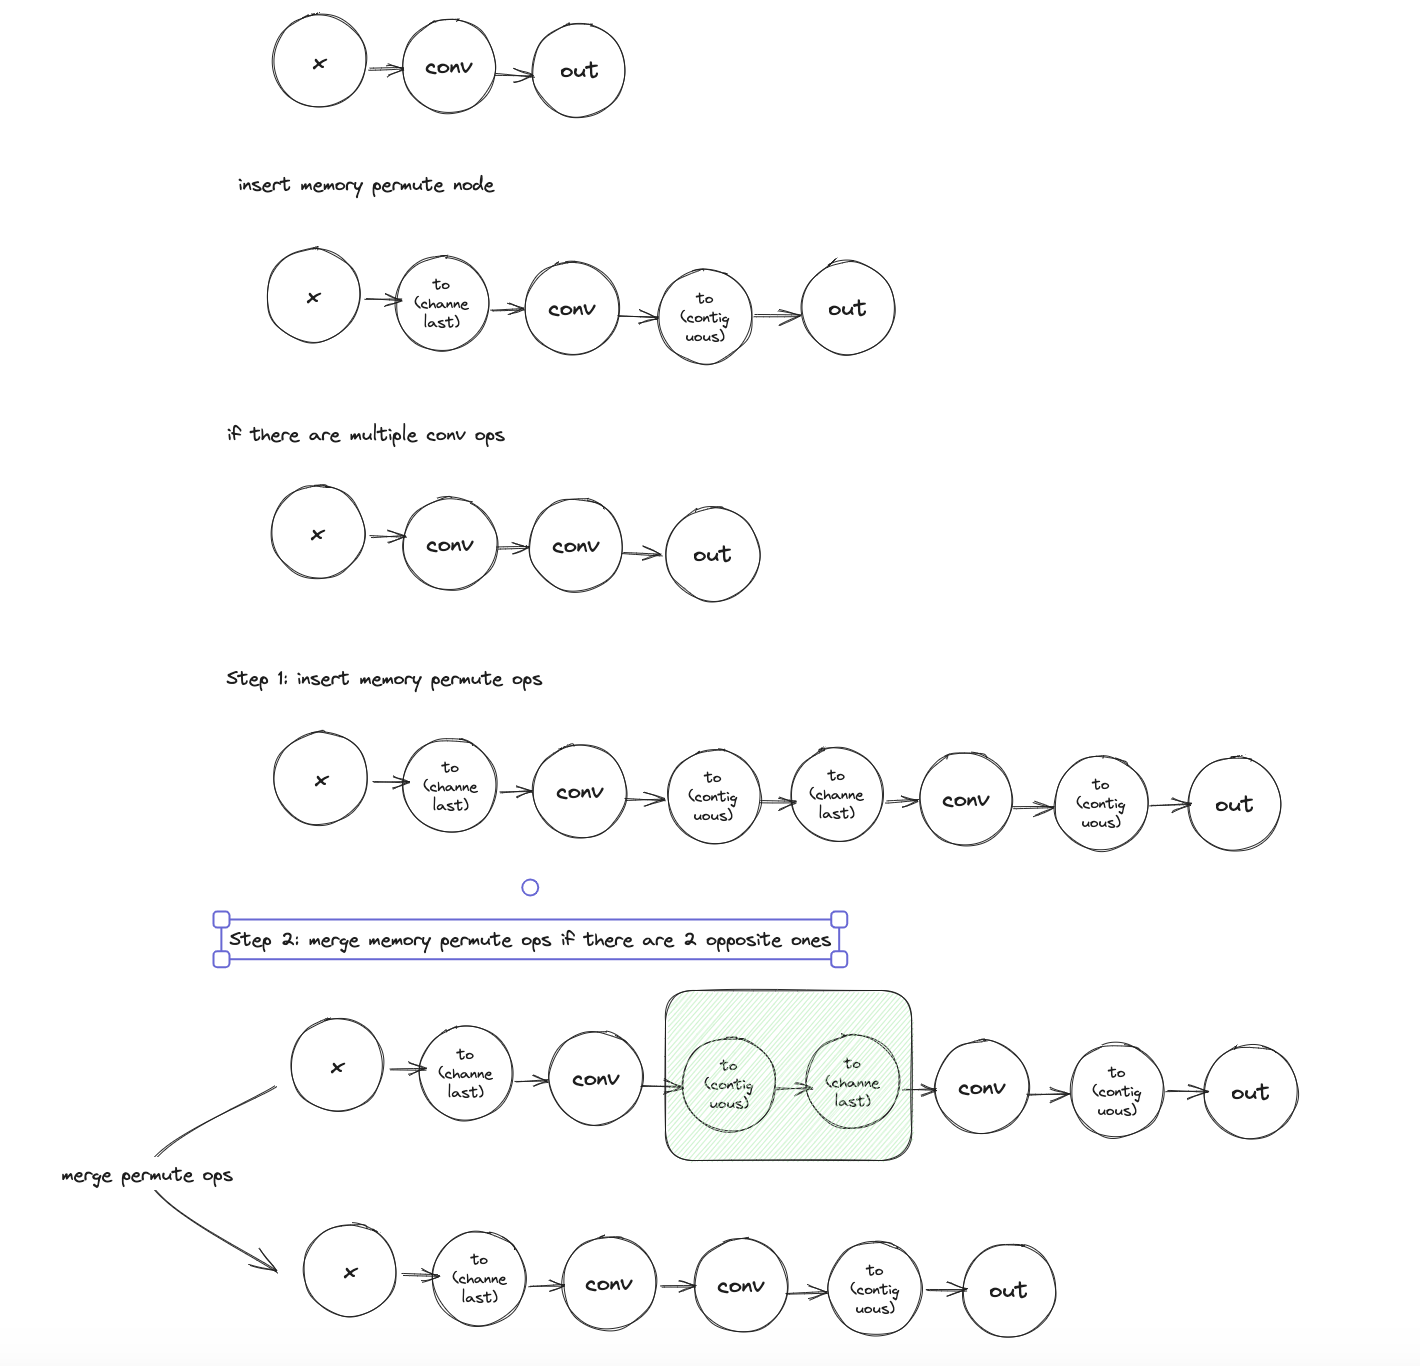 x
conv
out
insert memory permute node
x
to
(channe
last)
conv
to
(contig
uous)
out
if there are multiple conv ops
x
conv
conv
out
Step 1: insert memory permute ops
x
to
(channe
last)
conv
to
(contig
uous)
to
(channe
last)
conv
to
(contig
uous)
out
Step 2: merge memory permute ops if there are 2 opposite ones
x
to
(channe
last)
conv
to
(contig
uous)
to
(channe
last)
conv
to
(contig
uous)
out
merge permute ops
x
to
(channe
last)
conv
conv
to
(contig
uous)
out